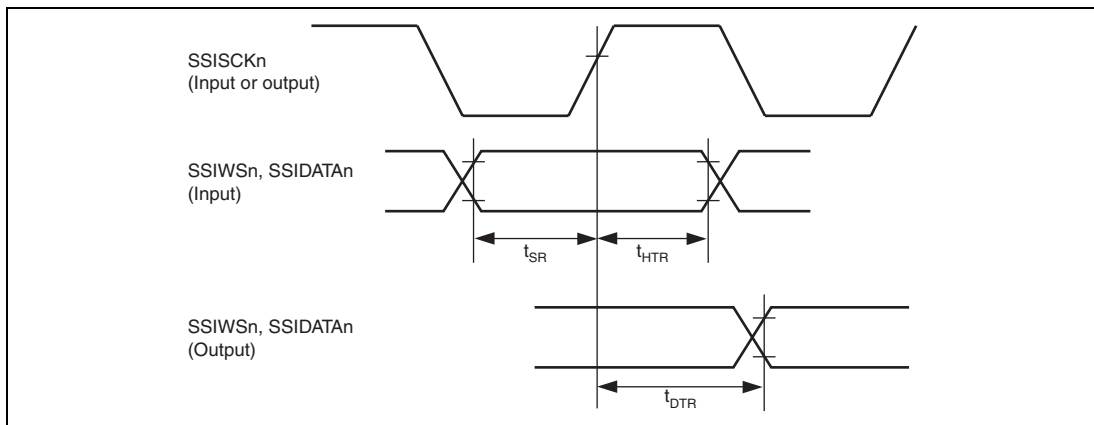 SSISCKn
(Input or output)
SSIWSn, SSIDATAn
(Input)
tSR
tHTR
SSIWSn, SSIDATAn
(Output)
tDTR